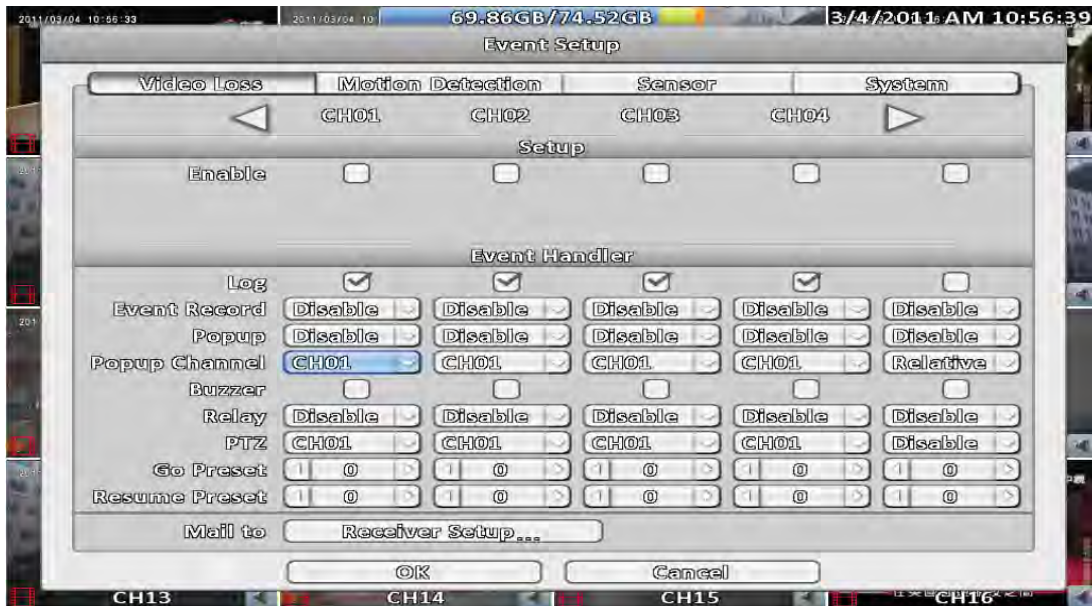 2011/03/04 10:56:33
2011/03/04 10
69.86GB/74.52GB
3/4/2011 AM 10:56:39
Event Setup
Video Loss Motion Detection Sensor System
CH01 CH02 CH03 CH04
Setup
Enable
Event Handler
Log
Event Record Disable Disable Disable Disable Disable
Popup Disable Disable Disable Disable Disable
Popup Channel CH01 CH01 CH01 CH01 Relative
Buzzer
Relay Disable Disable Disable Disable Disable
PTZ CH01 CH01 CH01 CH01 Disable
Go Preset 0 0 0 0 0
Resume Preset 0 0 0 0 0
Mail to Receiver Setup...
OK Cancel
CH13 CH14 CH15 CH16